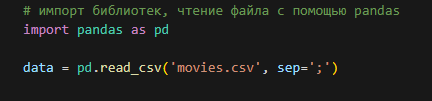 # импорт библиотек, чтение файла с помощью pandas
import pandas as pd
data = pd.read_csv('movies.csv', sep=';')